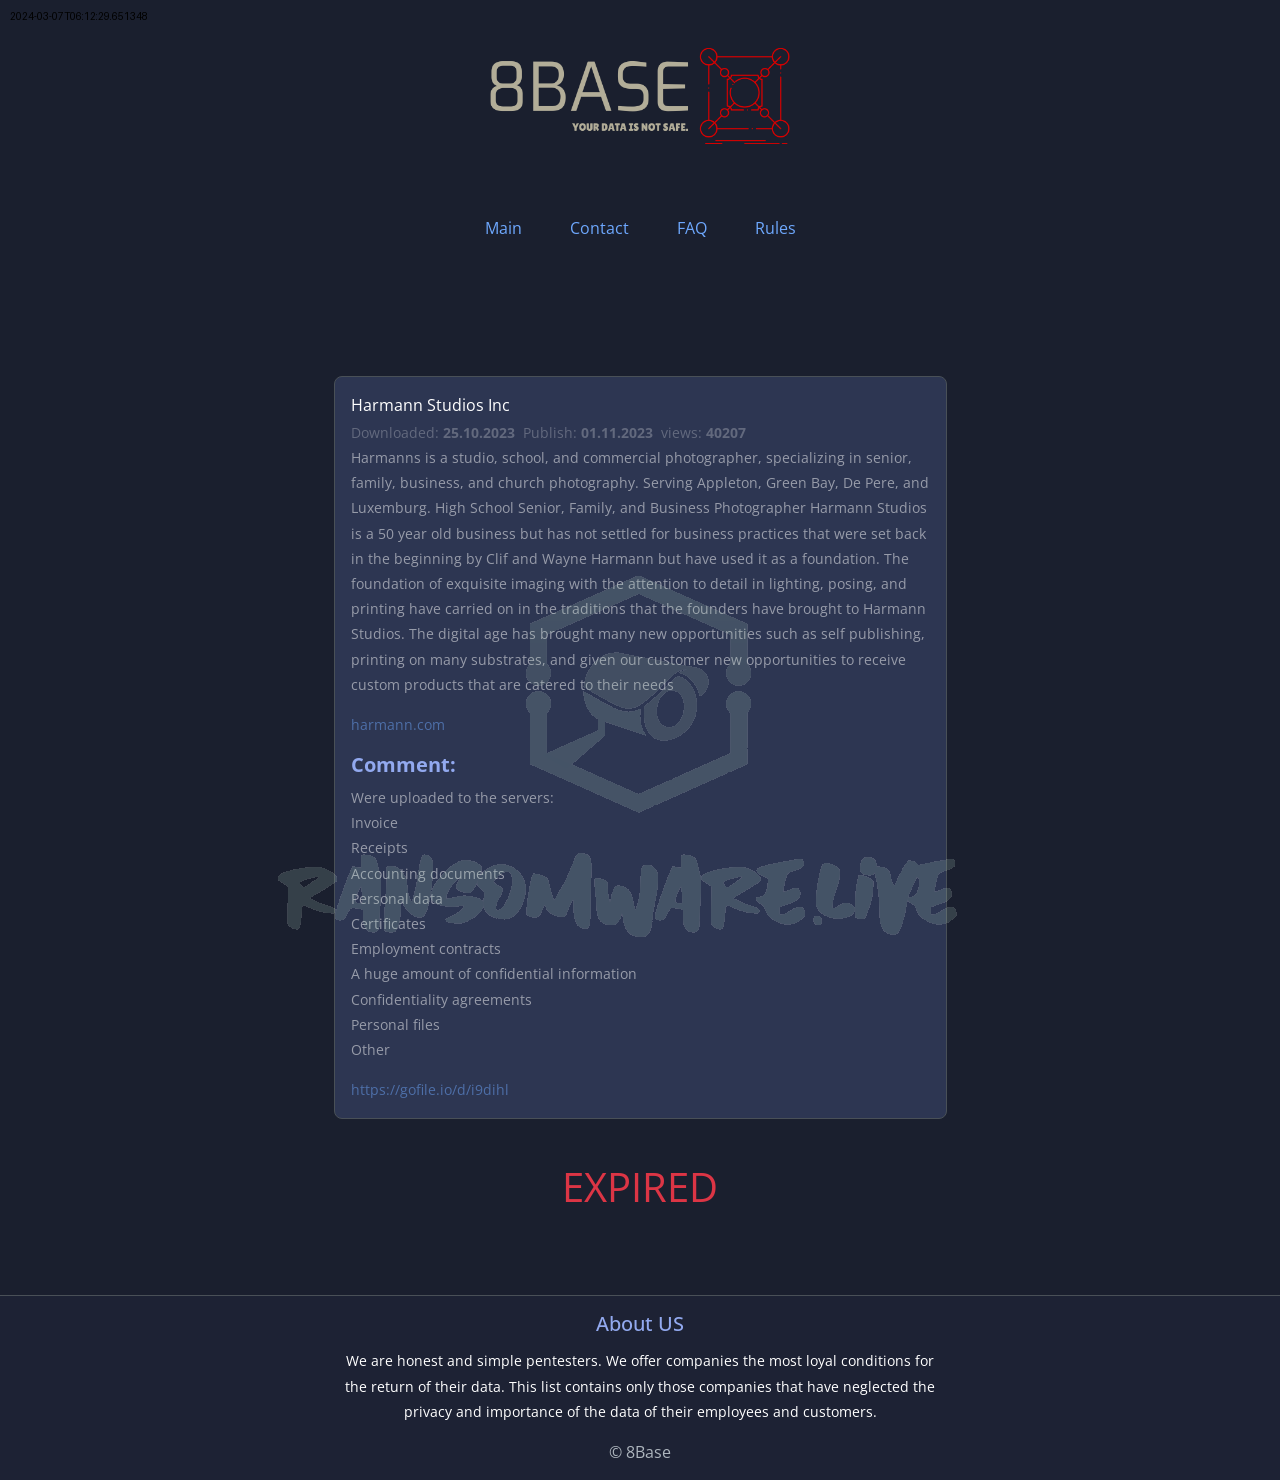 2024-03-07T06:12:29.651348
8BASE
YOUR DATA IS NOT SAFE.
Main Contact FAQ Rules
Harmann Studios Inc
Downloaded: 25.10.2023 Publish: 01.11.2023 views: 40207
Harmanns is a studio, school, and commercial photographer, specializing in senior,
family, business, and church photography. Serving Appleton, Green Bay, De Pere, and
Luxemburg. High School Senior, Family, and Business Photographer Harmann Studios
is a 50 year old business but has not settled for business practices that were set back
in the beginning by Clif and Wayne Harmann but have used it as a foundation. The
foundation of exquisite imaging with the attention to detail in lighting, posing, and
printing have carried on in the traditions that the founders have brought to Harmann
Studios. The digital age has brought many new opportunities such as self publishing,
printing on many substrates, and given our customer new opportunities to receive
custom products that are catered to their needs
harmann.com
Comment:
Were uploaded to the servers:
Invoice
Receipts
Accounting documents
Personal data
RANSOMWARE.LIVE
Certificates
Employment contracts
A huge amount of confidential information
Confidentiality agreements
Personal files
Other
https://gofile.io/d/i9dihl
EXPIRED
About US
We are honest and simple pentesters. We offer companies the most loyal conditions for
the return of their data. This list contains only those companies that have neglected the
privacy and importance of the data of their employees and customers.
© 8Base